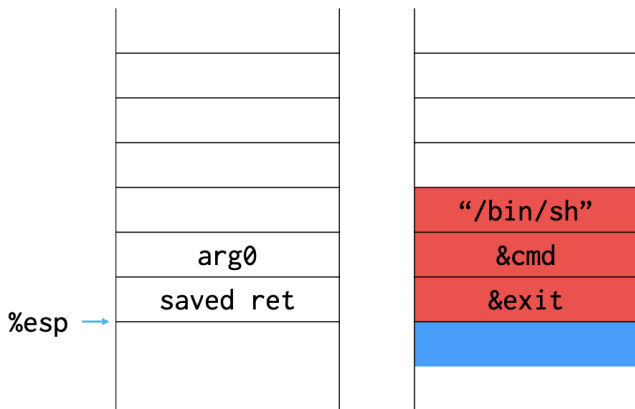 “/bin/sh”
arg0 &cmd
saved ret &exit
%esp